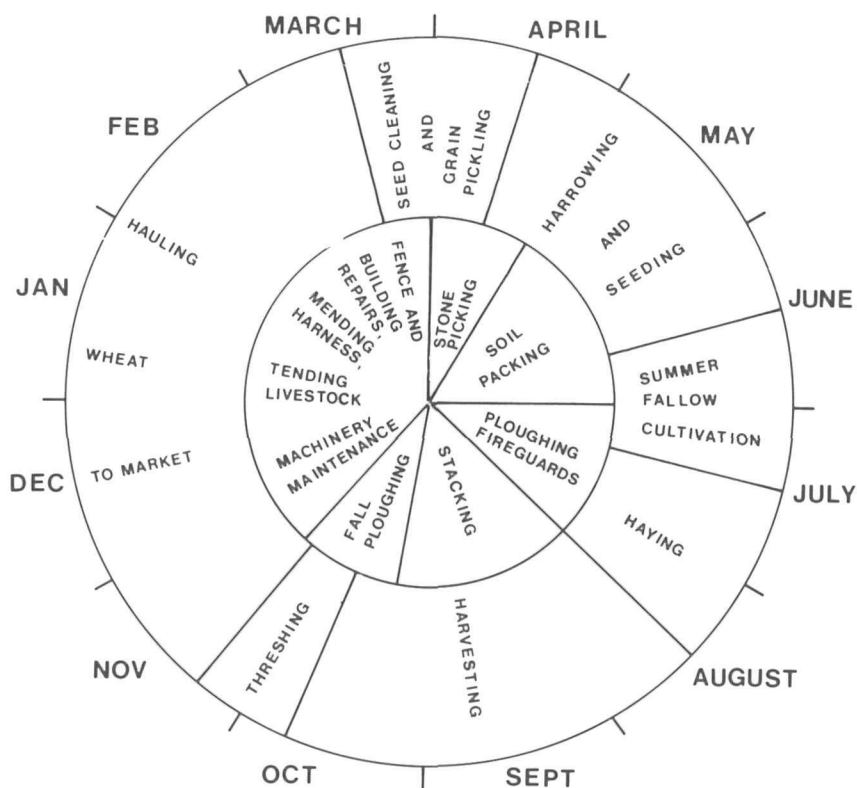 MARCH
APRIL
MAY
JUNE
JULY
AUGUST
SEPT
OCT
NOV
DEC
JAN
FEB
SEED CLEANING
AND
GRAIN
PICKLING
HARROWING
AND
SEEDING
SUMMER
FALLOW
CULTIVATION
HAYING
HARVESTING
THRESHING
HAULING
WHEAT
TO MARKET
STONE
PICKING
SOIL
PACKING
PLOUGHING
FIREGUARDS
STACKING
FALL
PLOUGHING
FENCE AND
BUILDING
REPAIRS,
MENDING
HARNESS,
TENDING
LIVESTOCK
MACHINERY
MAINTENANCE